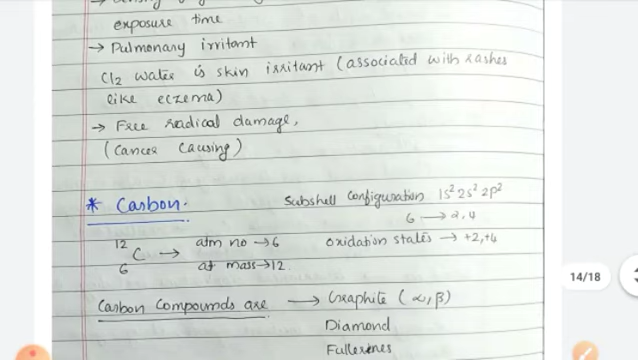 exposure time
→ Pulmonary irritant
Cl2 water is skin irritant (associated with rashes
like eczema)
→ Free radical damage,
(Cancer causing)
* Carbon.
Subshell Configuration 1s² 2s² 2p²
6 → 2,4
¹²₆C → atm no → 6
oxidation states → +2,+4
at mass → 12
14/18
Carbon Compounds are → Graphite (α, β)
Diamond
Fullerenes